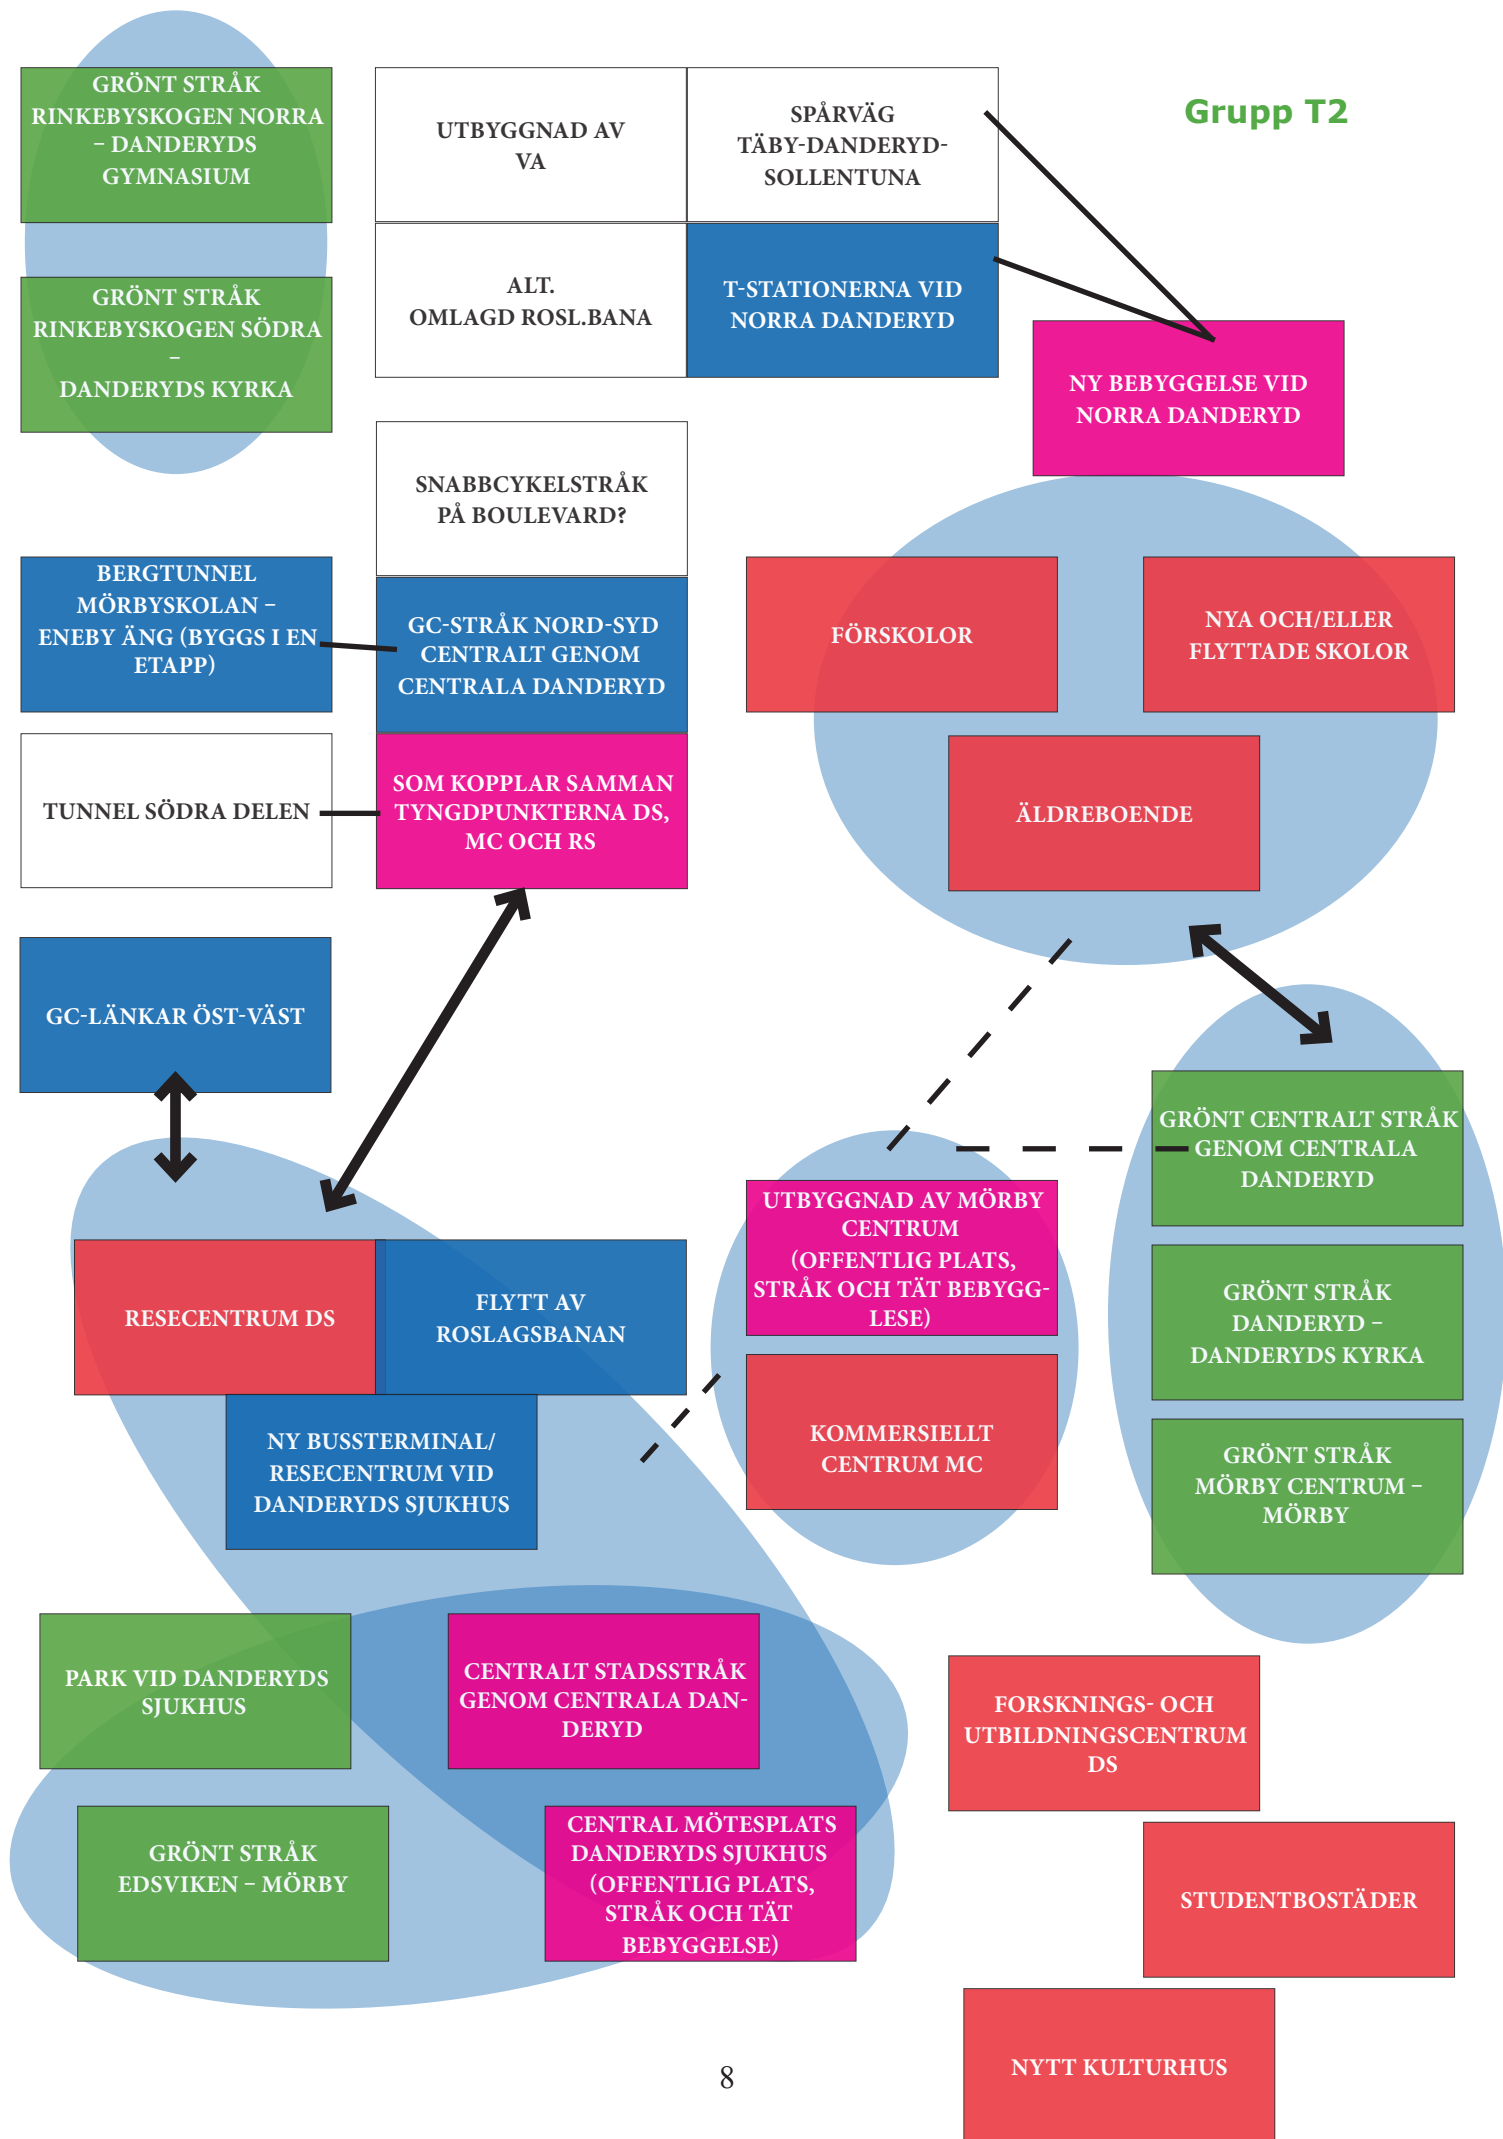 GRÖNT STRÅK
RINKEBYSKOGEN NORRA
– DANDERYDS
GYMNASIUM
UTBYGGNAD AV
VA
SPÅRVÄG
TÄBY-DANDERYD-
SOLLENTUNA
Grupp T2
GRÖNT STRÅK
RINKEBYSKOGEN SÖDRA
–
DANDERYDS KYRKA
ALT.
OMLAGD ROSL.BANA
T-STATIONERNA VID
NORRA DANDERYD
NY BEBYGGELSE VID
NORRA DANDERYD
SNABBCYKELSTRÅK
PÅ BOULEVARD?
BERGTUNNEL
MÖRBYSKOLAN –
ENEBY ÄNG (BYGGS I EN
ETAPP)
GC-STRÅK NORD-SYD
CENTRALT GENOM
CENTRALA DANDERYD
FÖRSKOLOR
NYA OCH/ELLER
FLYTTADE SKOLOR
TUNNEL SÖDRA DELEN
SOM KOPPLAR SAMMAN
TYNGDPUNKTERNA DS,
MC OCH RS
ÄLDREBOENDE
GC-LÄNKAR ÖST-VÄST
GRÖNT CENTRALT STRÅK
GENOM CENTRALA
DANDERYD
UTBYGGNAD AV MÖRBY
CENTRUM
(OFFENTLIG PLATS,
STRÅK OCH TÄT BEBYGG-
LESE)
RESECENTRUM DS
FLYTT AV
ROSLAGSBANAN
GRÖNT STRÅK
DANDERYD –
DANDERYDS KYRKA
NY BUSSTERMINAL/
RESECENTRUM VID
DANDERYDS SJUKHUS
KOMMERSIELLT
CENTRUM MC
GRÖNT STRÅK
MÖRBY CENTRUM –
MÖRBY
PARK VID DANDERYDS
SJUKHUS
CENTRALT STADSSTRÅK
GENOM CENTRALA DAN-
DERYD
FORSKNINGS- OCH
UTBILDNINGSCENTRUM
DS
GRÖNT STRÅK
EDSVIKEN – MÖRBY
CENTRAL MÖTESPLATS
DANDERYDS SJUKHUS
(OFFENTLIG PLATS,
STRÅK OCH TÄT
BEBYGGELSE)
STUDENTBOSTÄDER
NYTT KULTURHUS
8